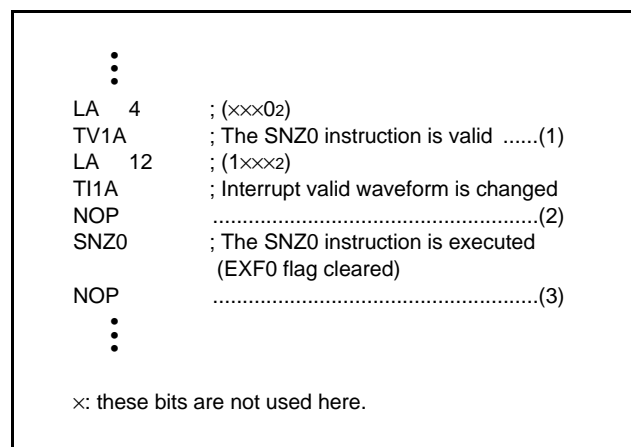 LA 4 ; (×××0₂)
TV1A ; The SNZ0 instruction is valid ......(1)
LA 12 ; (1×××₂)
TI1A ; Interrupt valid waveform is changed
NOP .......................................................(2)
SNZ0 ; The SNZ0 instruction is executed
(EXF0 flag cleared)
NOP .......................................................(3)
×: these bits are not used here.